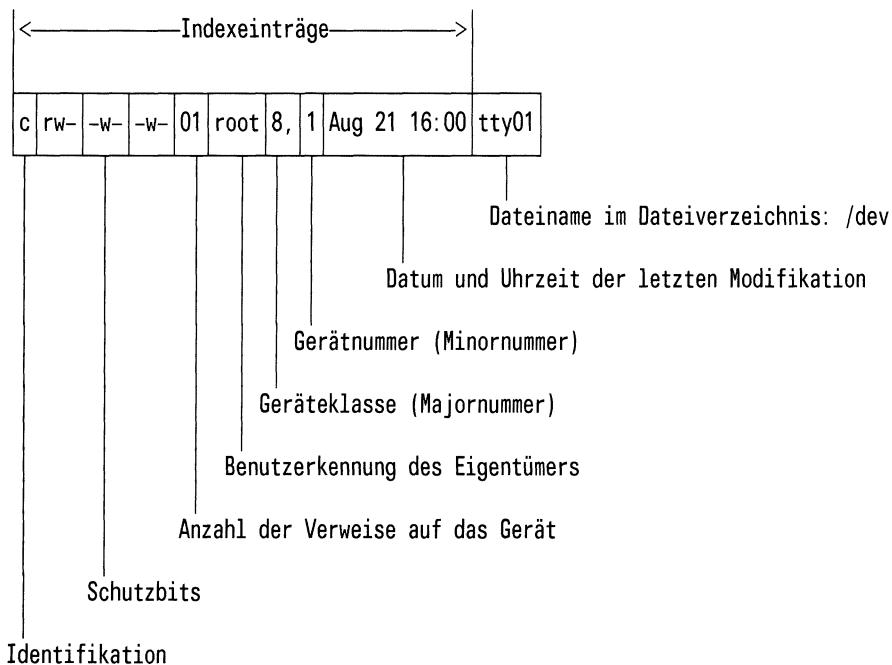 Indexeinträge
c rw- -w- -w- 01 root 8, 1 Aug 21 16:00 tty01
Dateiname im Dateiverzeichnis: /dev
Datum und Uhrzeit der letzten Modifikation
Gerätnummer (Minornummer)
Geräteklasse (Majornummer)
Benutzerkennung des Eigentümers
Anzahl der Verweise auf das Gerät
Schutzbits
Identifikation